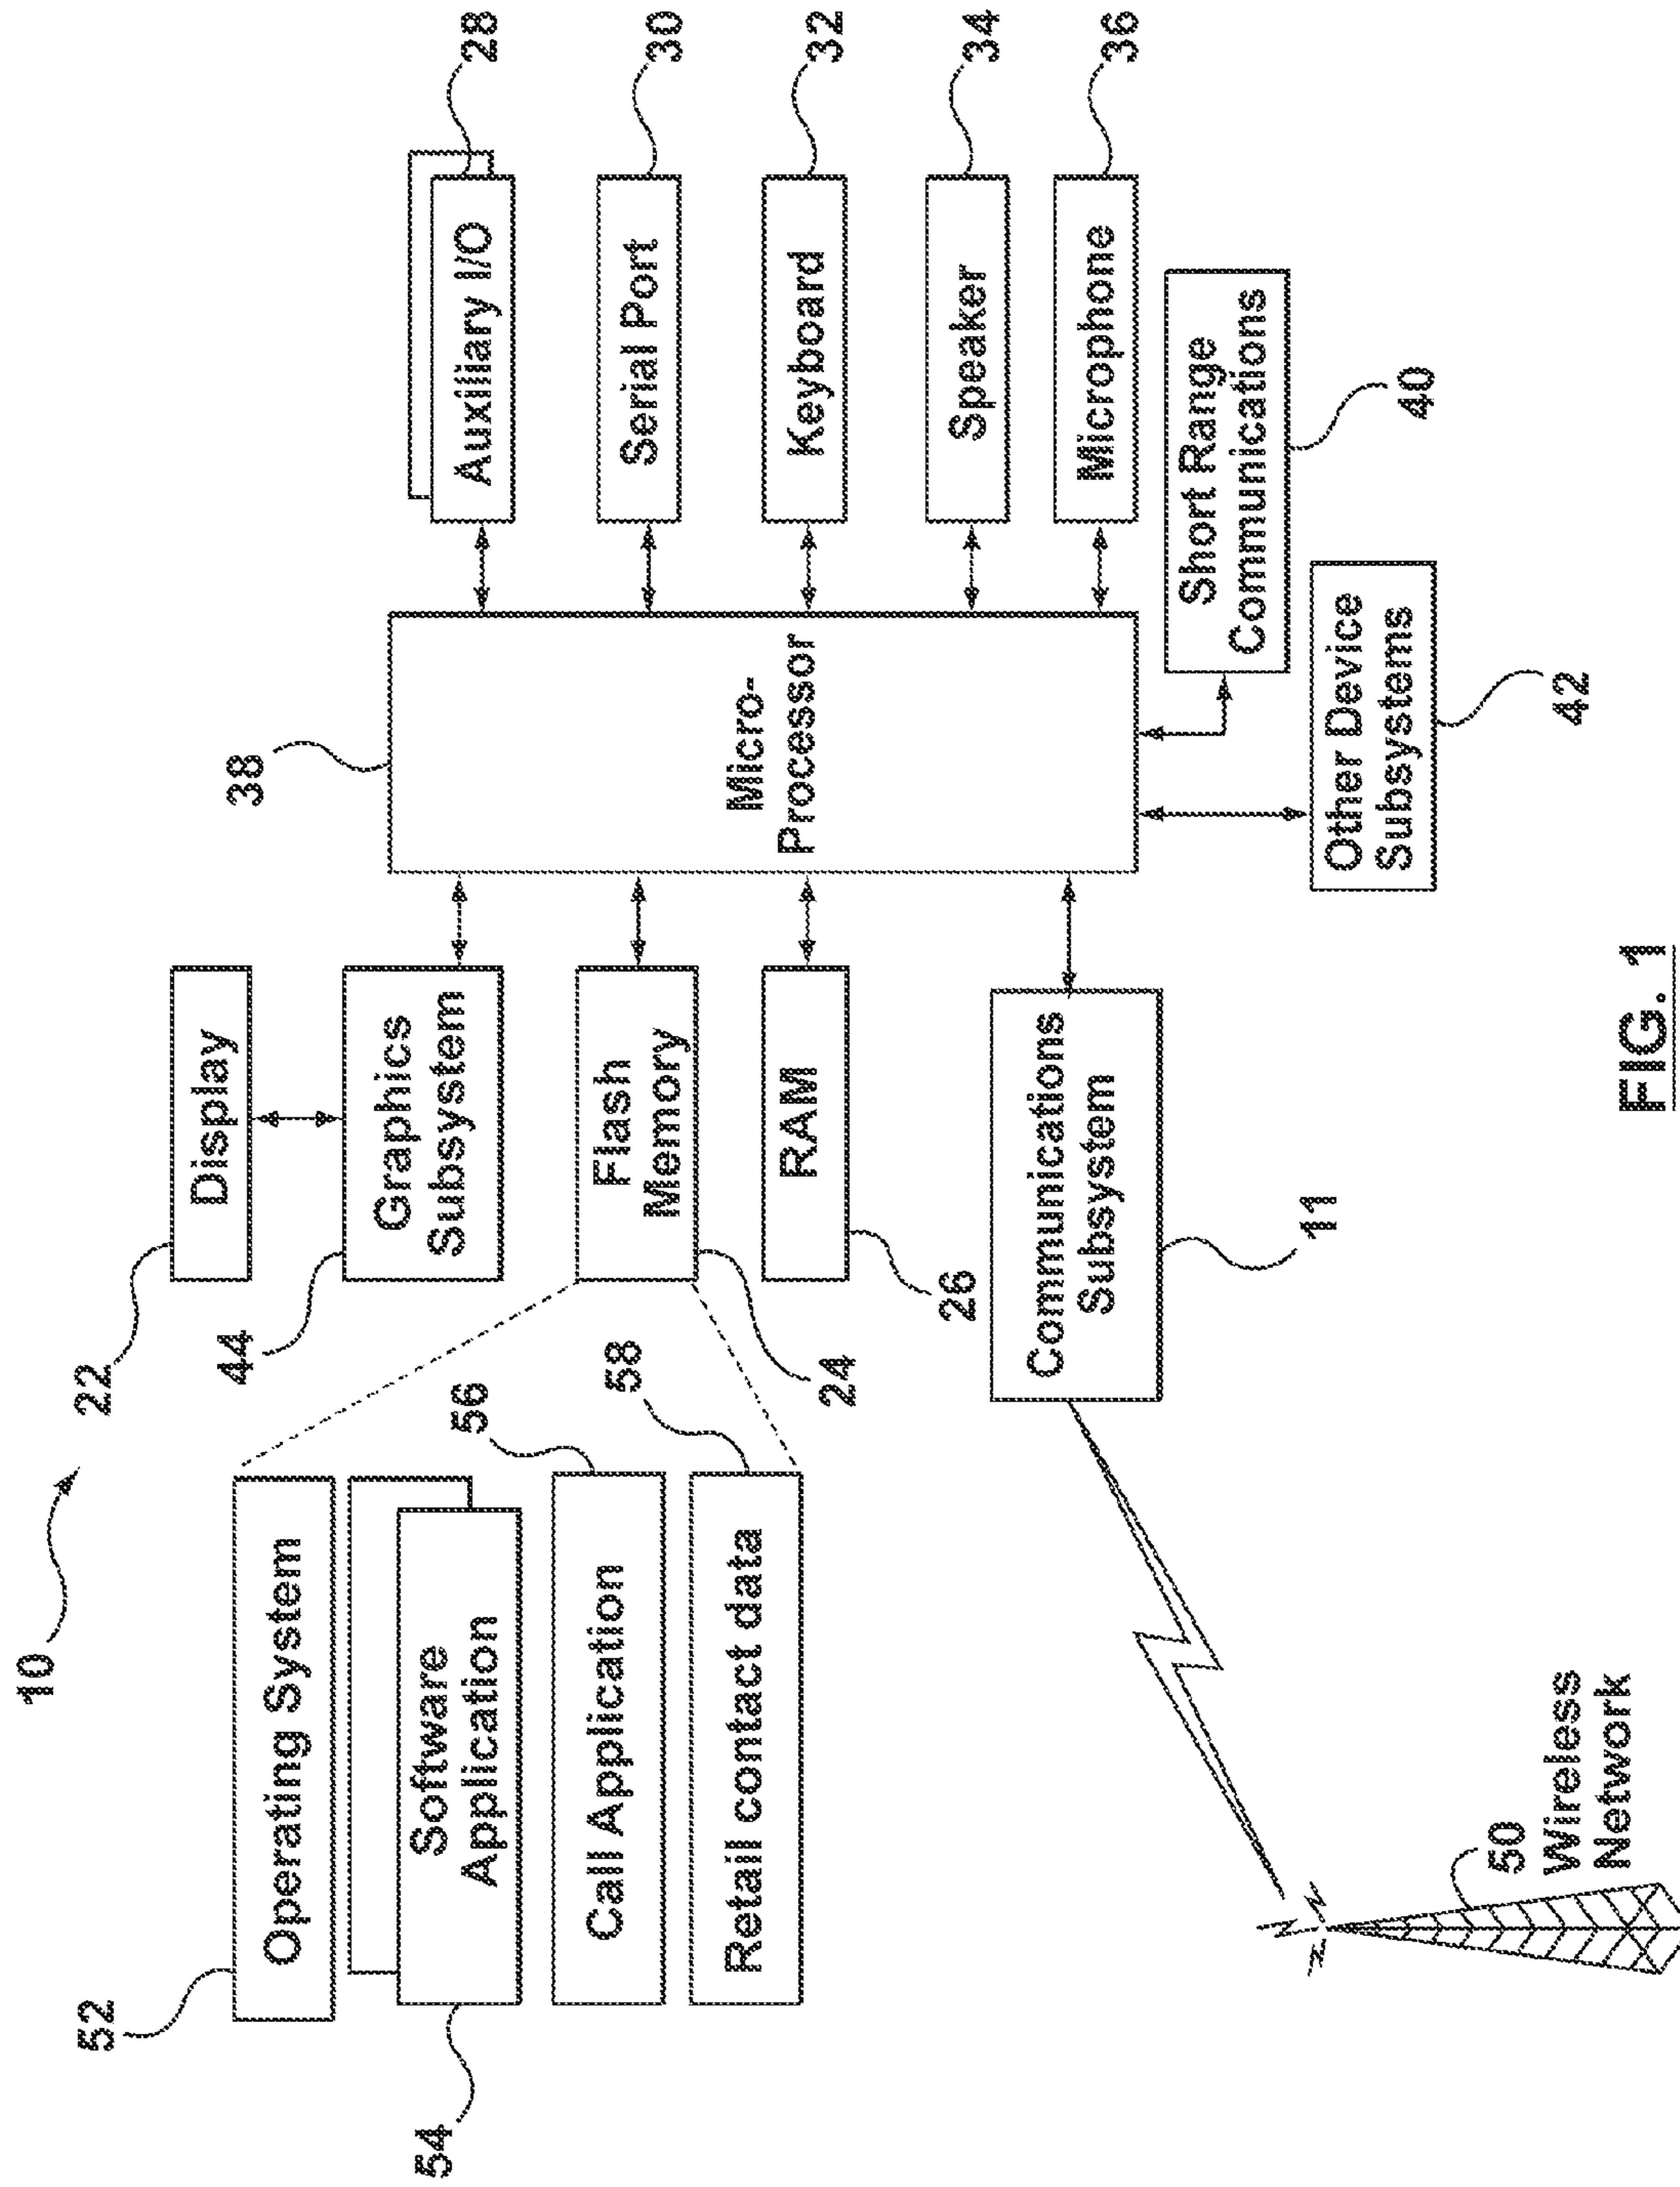 10
22
Display
44
Graphics
Subsystem
38
Micro-
Processor
28
Auxiliary I/O
30
Serial Port
32
Keyboard
34
Speaker
36
Microphone
Short Range
Communications
40
Other Device
Subsystems
42
52
Operating System
54
Software
Application
56
Call Application
58
Retail contact data
Flash
Memory
24
RAM
26
Communications
Subsystem
11
50
Wireless
Network
FIG. 1